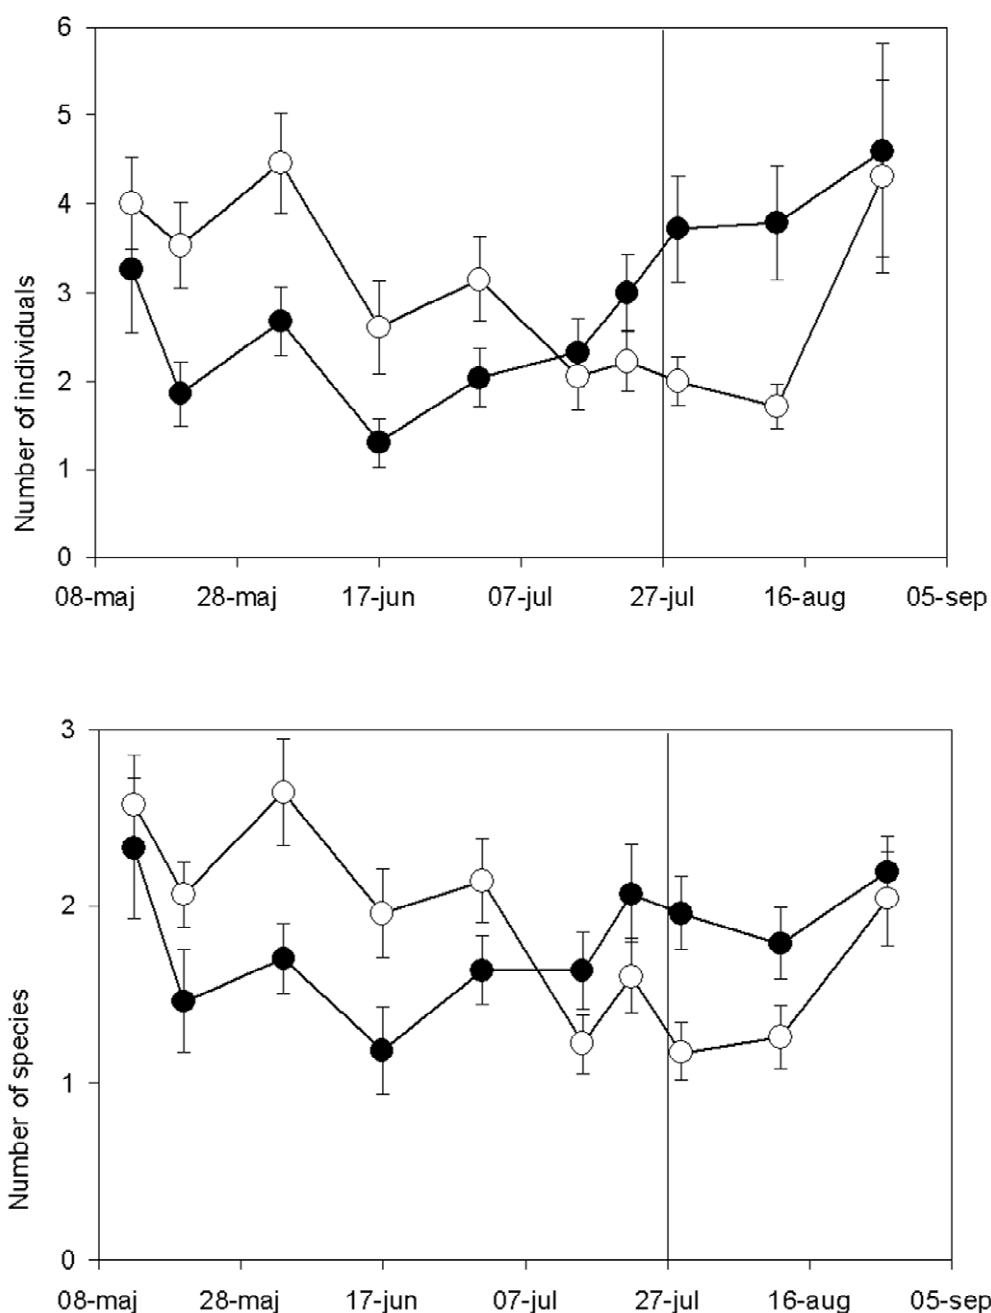 6
5
4
3
2
1
0
Number of individuals
08-maj 28-maj 17-jun 07-jul 27-jul 16-aug 05-sep
3
2
1
0
Number of species
08-maj 28-maj 17-jun 07-jul 27-jul 16-aug 05-sep